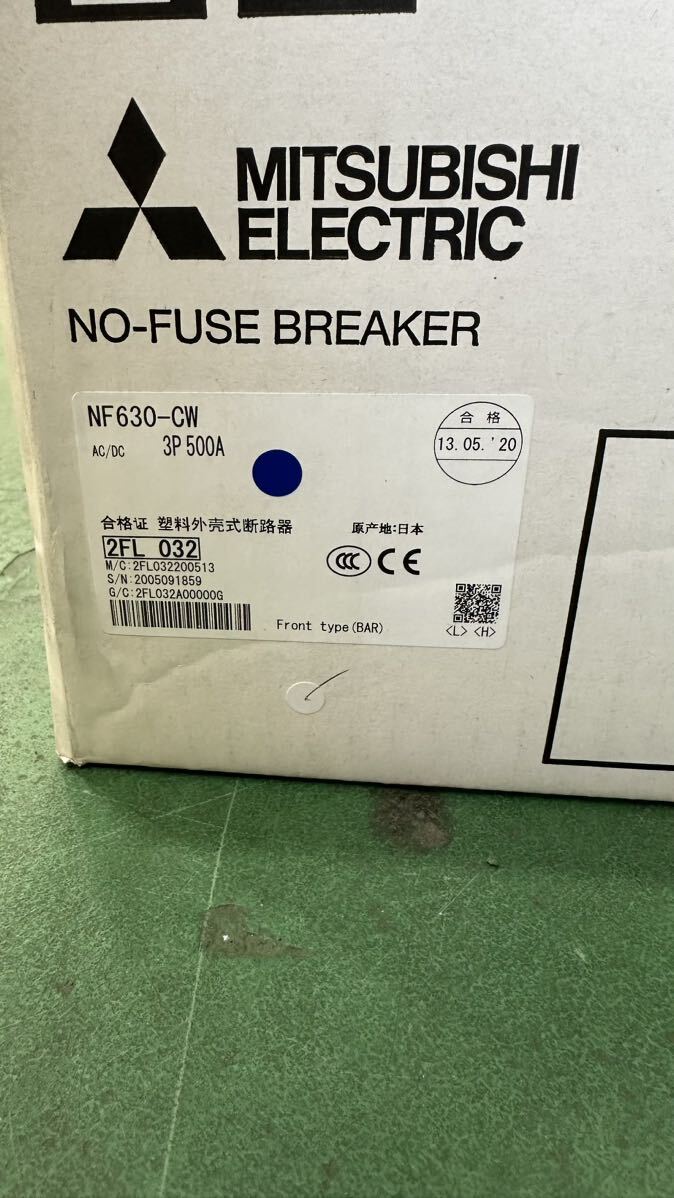 MITSUBISHI
ELECTRIC
NO-FUSE BREAKER
NF630-CW
AC/DC 3P 500A
合格
13.05.'20
合格证 塑料外壳式断路器
原产地:日本
2FL 032
M/C:2FL032200513
S/N:2005091859
G/C:2FL032A00000G
CCC CE
Front type(BAR)
<L> <H>